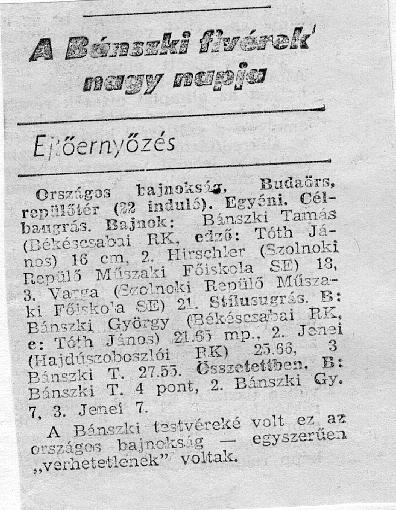 A Bánszki fivérek
nagy napja
Ejtőernyőzés
Országos bajnokság, Budaörs,
repülőtér (22 induló). Egyéni. Cél-
baugrás. Bajnok: Bánszki Tamás
(Békéscsabai RK, edző: Tóth Já-
nos) 16 cm, 2. Hirschler (Szolnoki
Repülő Műszaki Főiskola SE) 18,
3. Varga (Szolnoki Repülő Műsza-
ki Főiskola SE) 21. Stílusugrás. B:
Bánszki György (Békéscsabai RK,
e: Tóth János) 21.65 mp., 2. Jenei
(Hajdúszoboszlói RK) 25.66, 3
Bánszki T. 27.55. Összetettben. B:
Bánszki T. 4 pont, 2. Bánszki Gy.
7, 3. Jenei 7.
A Bánszki testvéreké volt ez az
országos bajnokság — egyszerűen
„verhetetlenek” voltak.